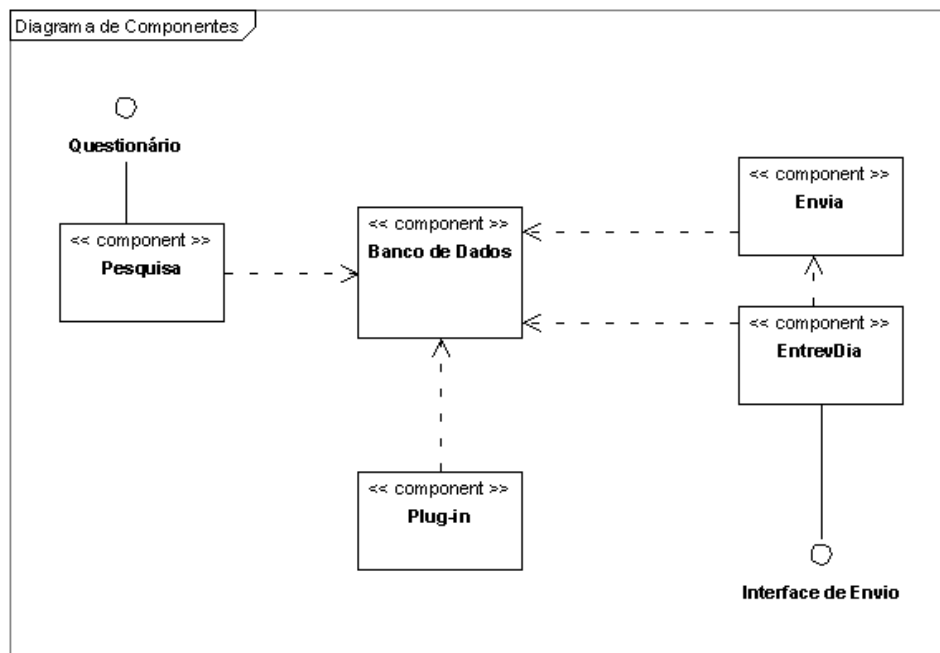 Diagrama de Componentes
Questionário
<< component >>
Pesquisa
<< component >>
Banco de Dados
<< component >>
Envia
<< component >>
EntrevDia
<< component >>
Plug-in
Interface de Envio